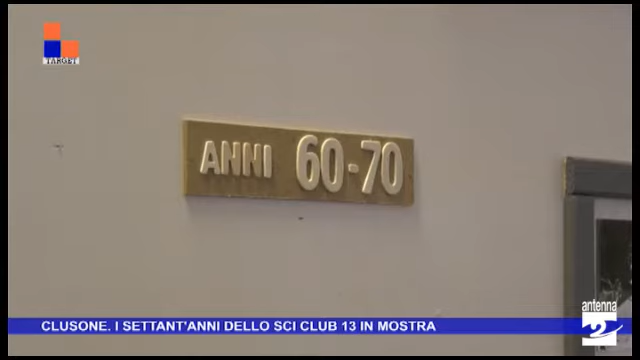 TARGET
ANNI 60-70
antenna
2
CLUSONE. I SETTANT'ANNI DELLO SCI CLUB 13 IN MOSTRA